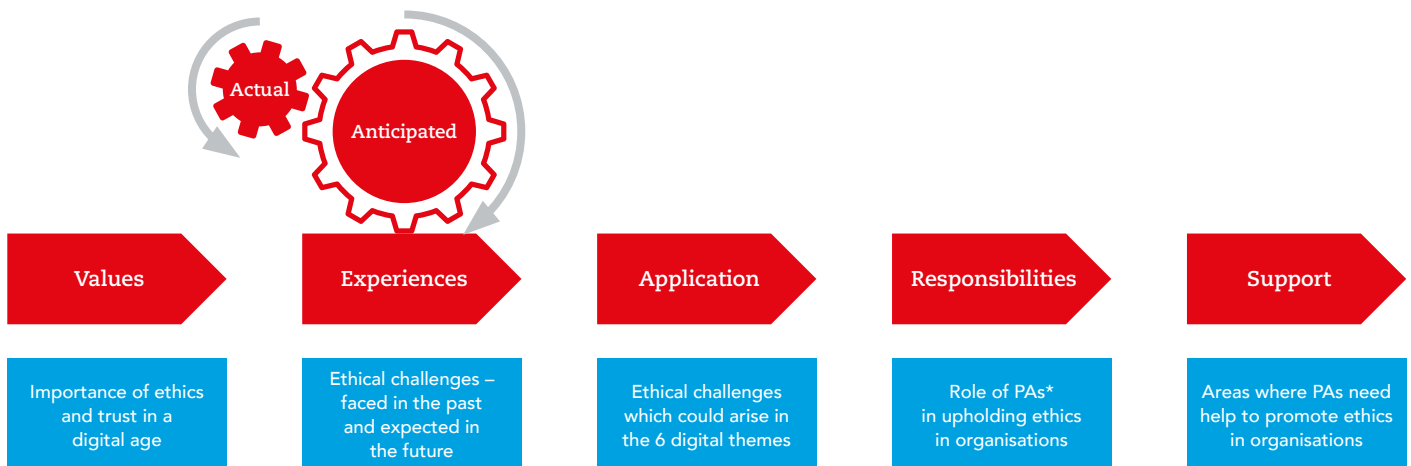 Actual
Anticipated
Values
Experiences
Application
Responsibilities
Support
Importance of ethics
and trust in a
digital age
Ethical challenges –
faced in the past
and expected in
the future
Ethical challenges
which could arise in
the 6 digital themes
Role of PAs*
in upholding ethics
in organisations
Areas where PAs need
help to promote ethics
in organisations